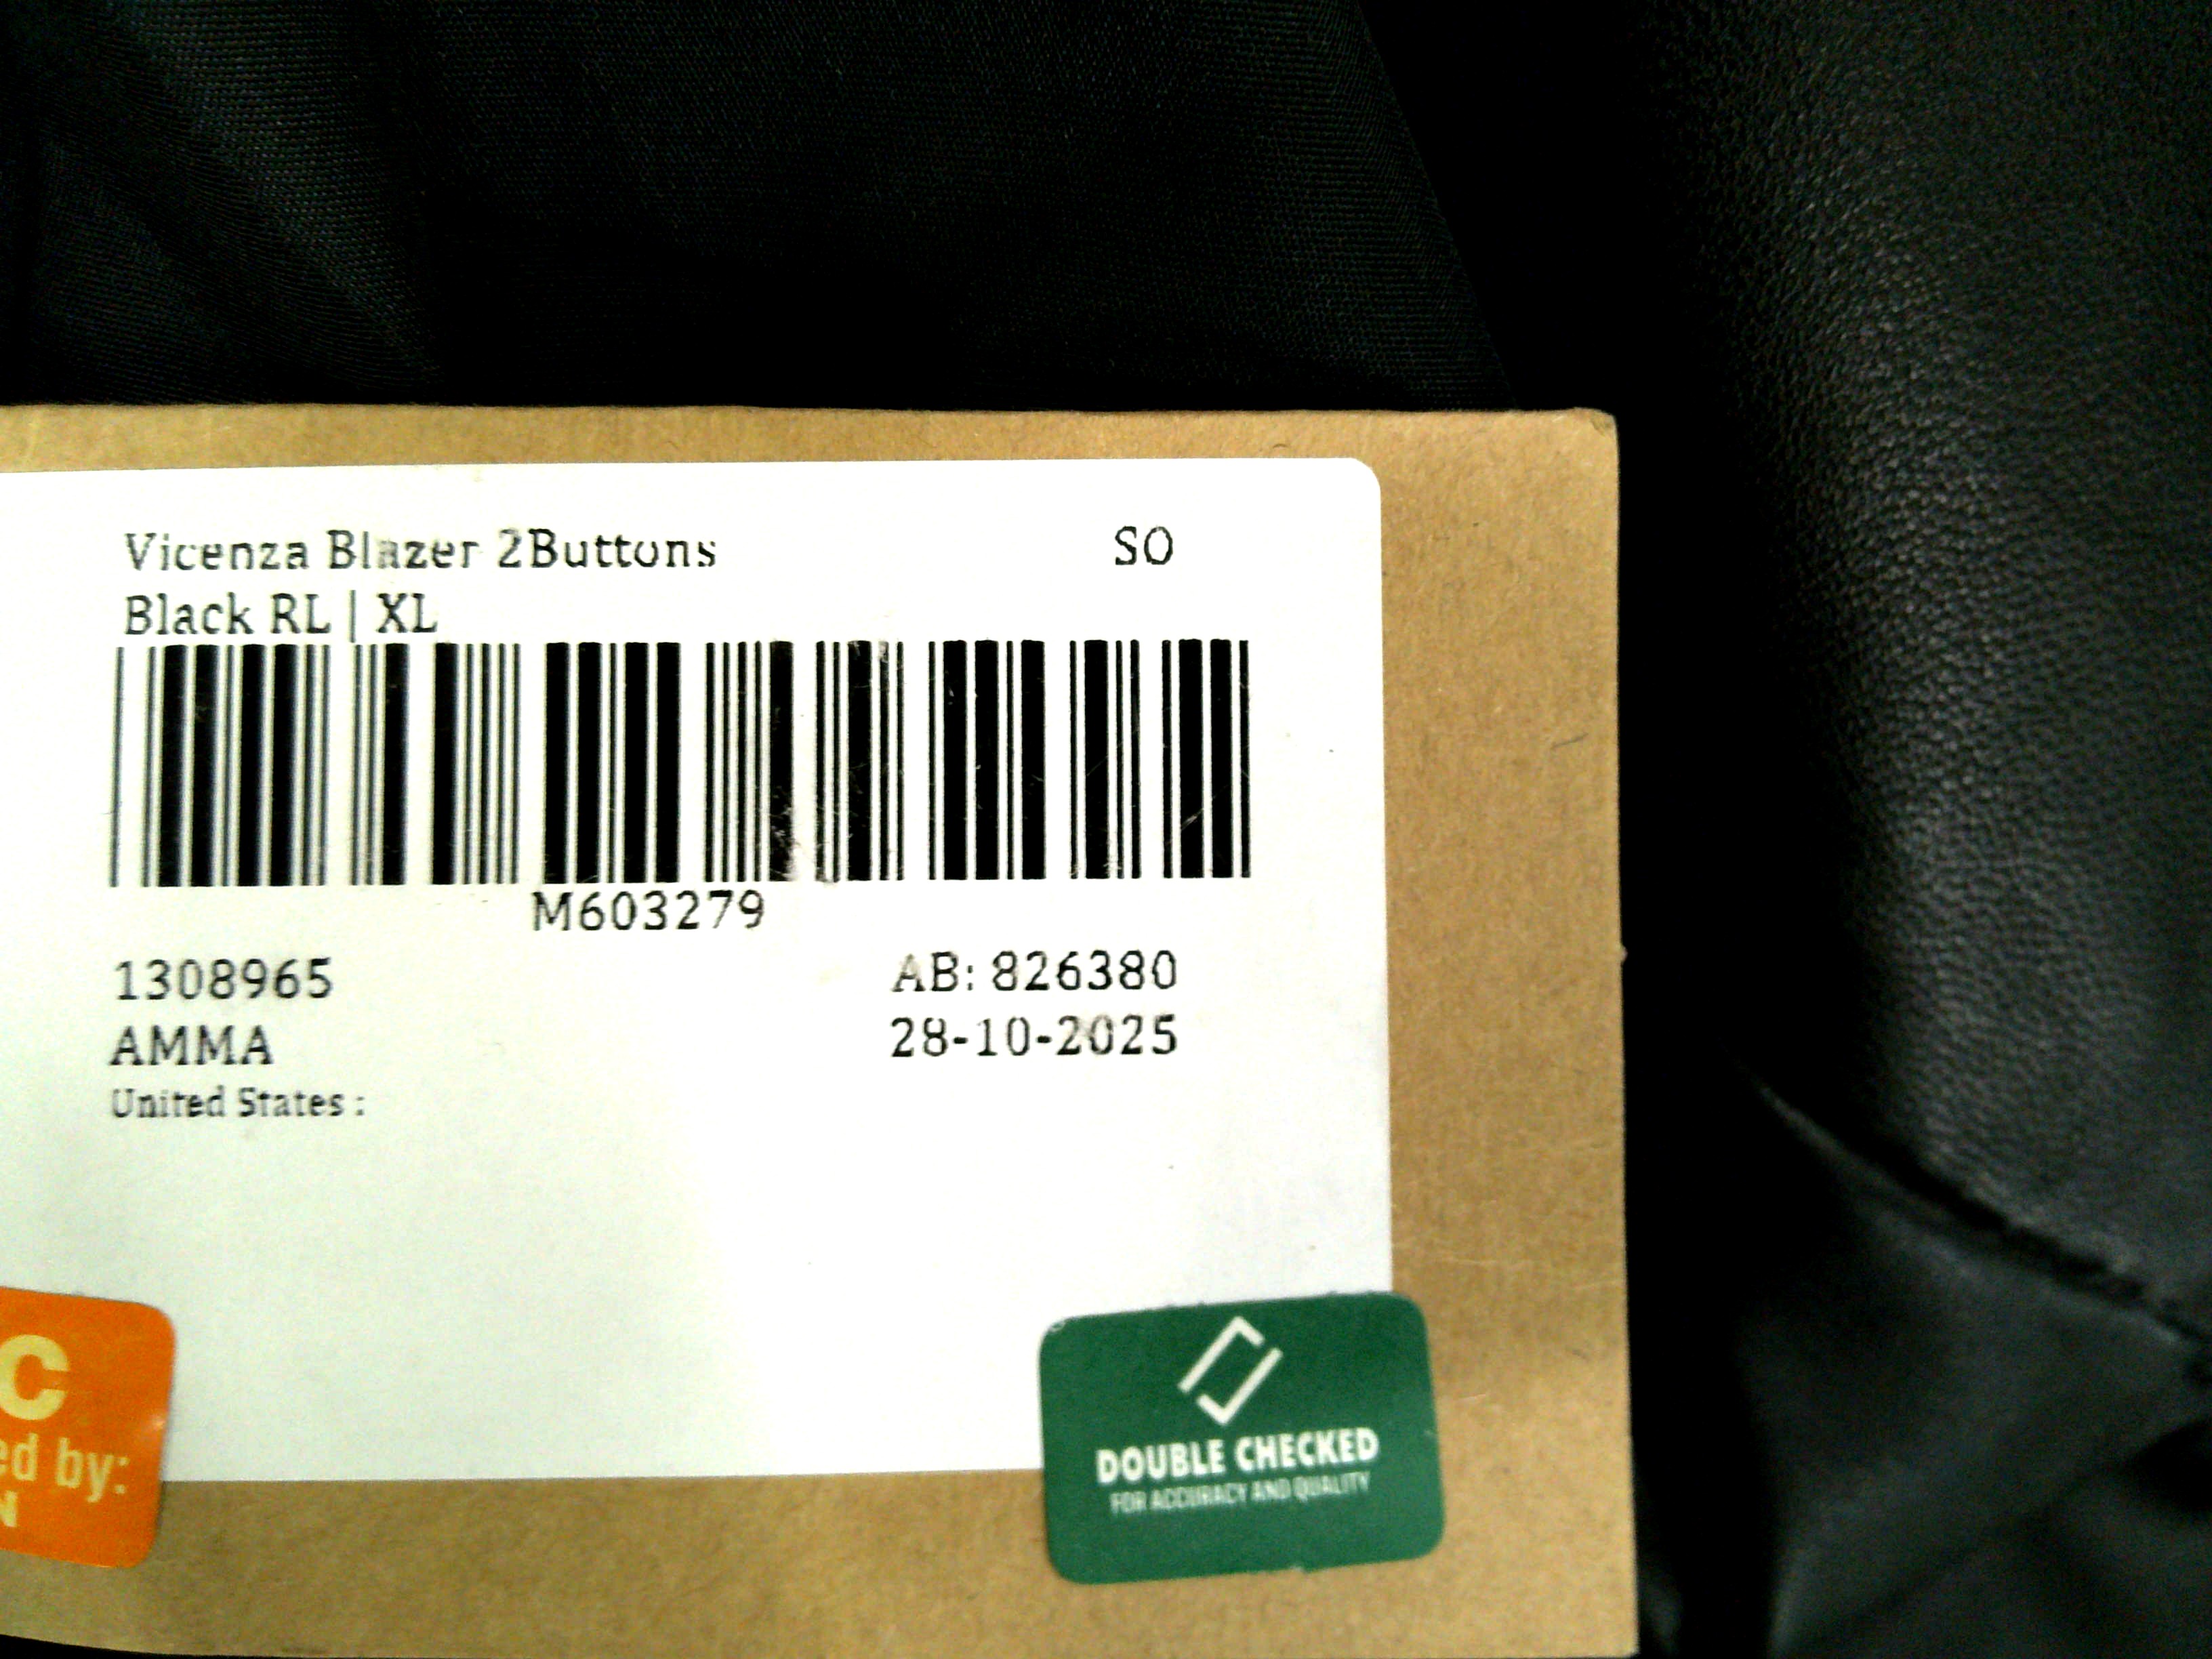 Vicenza Blazer 2Buttons SO
Black RL | XL
M603279
1308965 AB: 826380
AMMA 28-10-2025
United States :
C
ed by:
N
DOUBLE CHECKED
FOR ACCURACY AND QUALITY